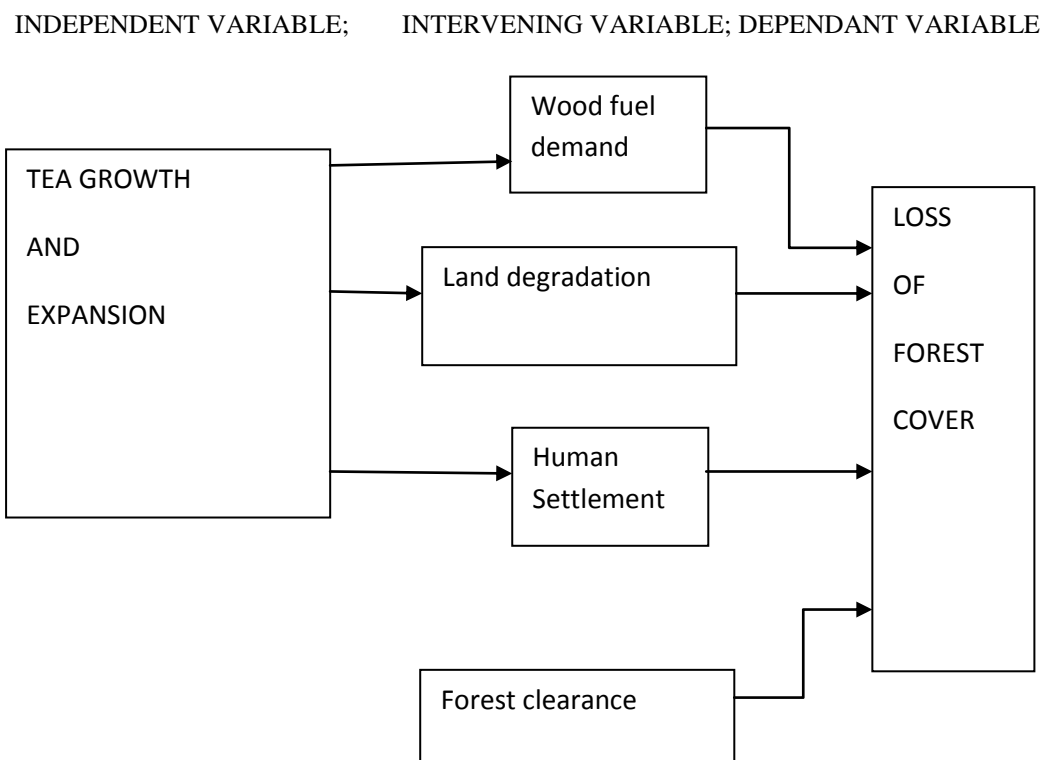 INDEPENDENT VARIABLE; INTERVENING VARIABLE; DEPENDANT VARIABLE
Wood fuel
demand
TEA GROWTH
AND
EXPANSION
Land degradation
Human
Settlement
Forest clearance
LOSS
OF
FOREST
COVER